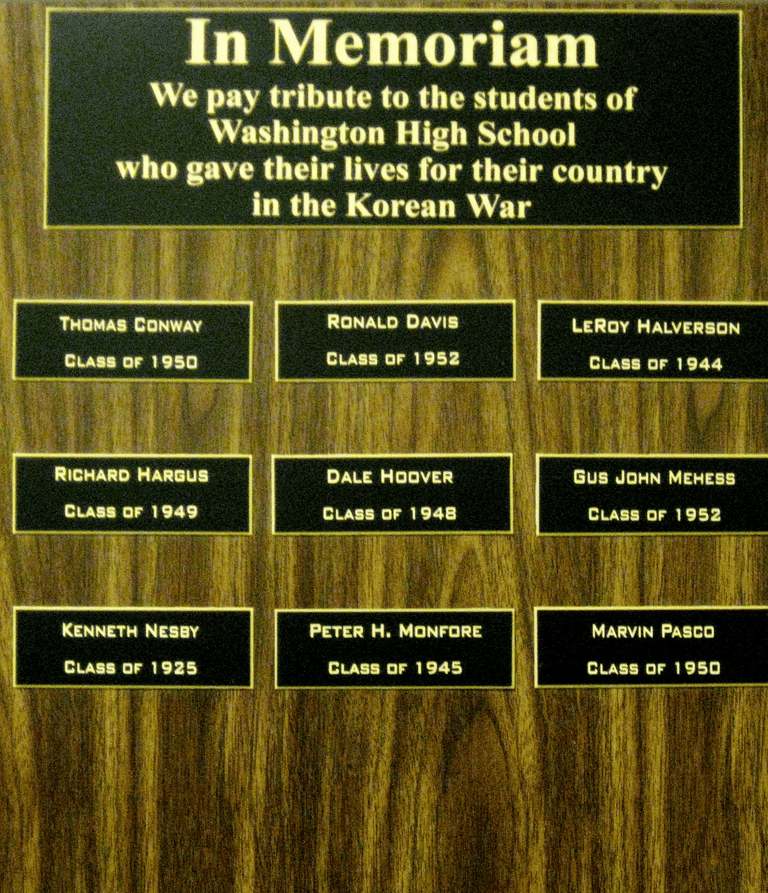 In Memoriam
We pay tribute to the students of
Washington High School
who gave their lives for their country
in the Korean War
Thomas Conway
Class of 1950
Ronald Davis
Class of 1952
LeRoy Halverson
Class of 1944
Richard Hargus
Class of 1949
Dale Hoover
Class of 1948
Gus John Mehess
Class of 1952
Kenneth Nesby
Class of 1925
Peter H. Monfore
Class of 1945
Marvin Pasco
Class of 1950